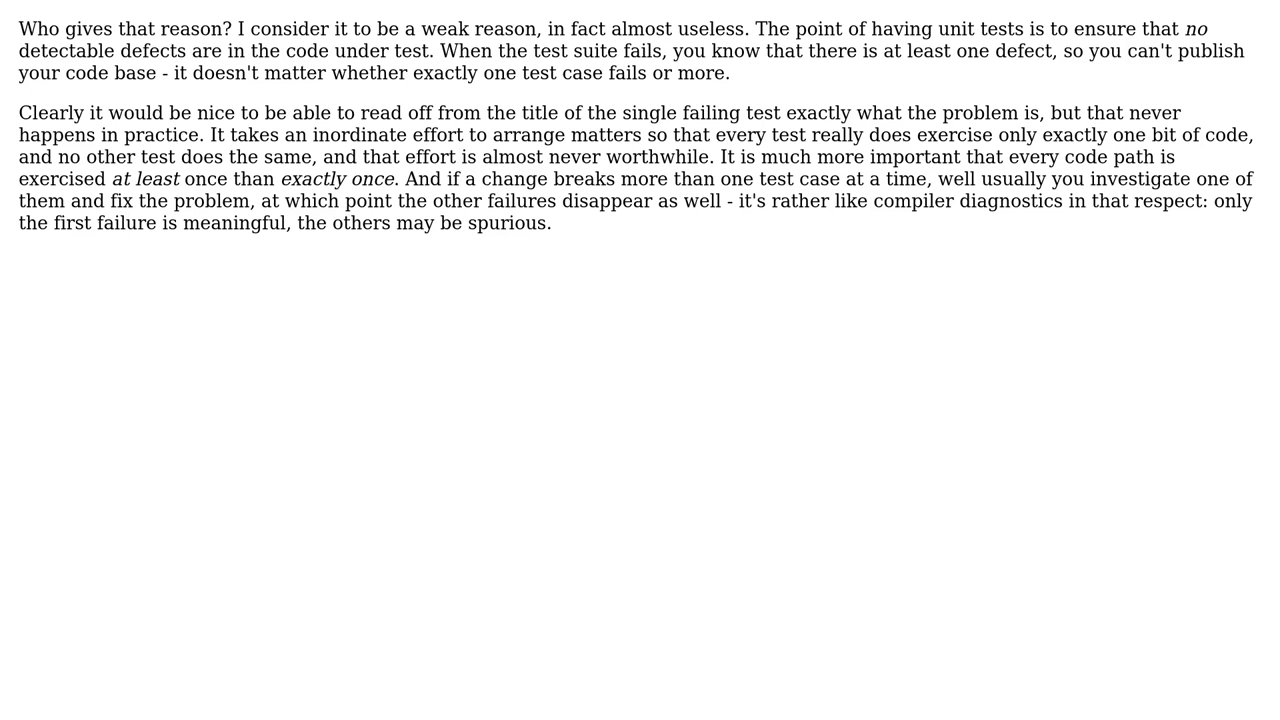 Who gives that reason? I consider it to be a weak reason, in fact almost useless. The point of having unit tests is to ensure that no
detectable defects are in the code under test. When the test suite fails, you know that there is at least one defect, so you can't publish
your code base - it doesn't matter whether exactly one test case fails or more.
Clearly it would be nice to be able to read off from the title of the single failing test exactly what the problem is, but that never
happens in practice. It takes an inordinate effort to arrange matters so that every test really does exercise only exactly one bit of code,
and no other test does the same, and that effort is almost never worthwhile. It is much more important that every code path is
exercised at least once than exactly once. And if a change breaks more than one test case at a time, well usually you investigate one of
them and fix the problem, at which point the other failures disappear as well - it's rather like compiler diagnostics in that respect: only
the first failure is meaningful, the others may be spurious.